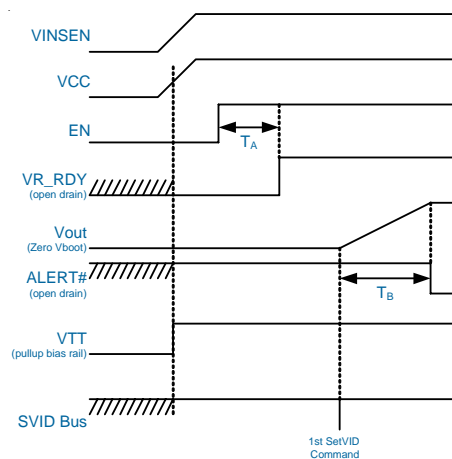 VINSEN
VCC
EN
TA
VR_RDY
(open drain)
Vout
(Zero Vboot)
ALERT#
(open drain)
TB
VTT
(pullup bias rail)
SVID Bus
1st SetVID
Command